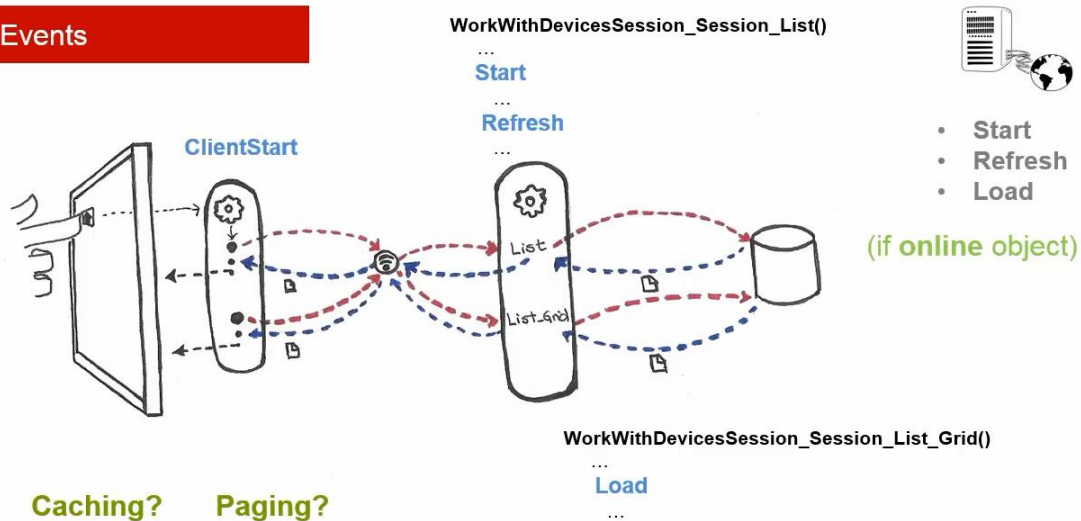 Events
WorkWithDevicesSession_Session_List()
...
Start
...
Refresh
...
ClientStart
• Start
• Refresh
• Load
(if online object)
List
List_Grid
WorkWithDevicesSession_Session_List_Grid()
...
Load
...
Caching? Paging?